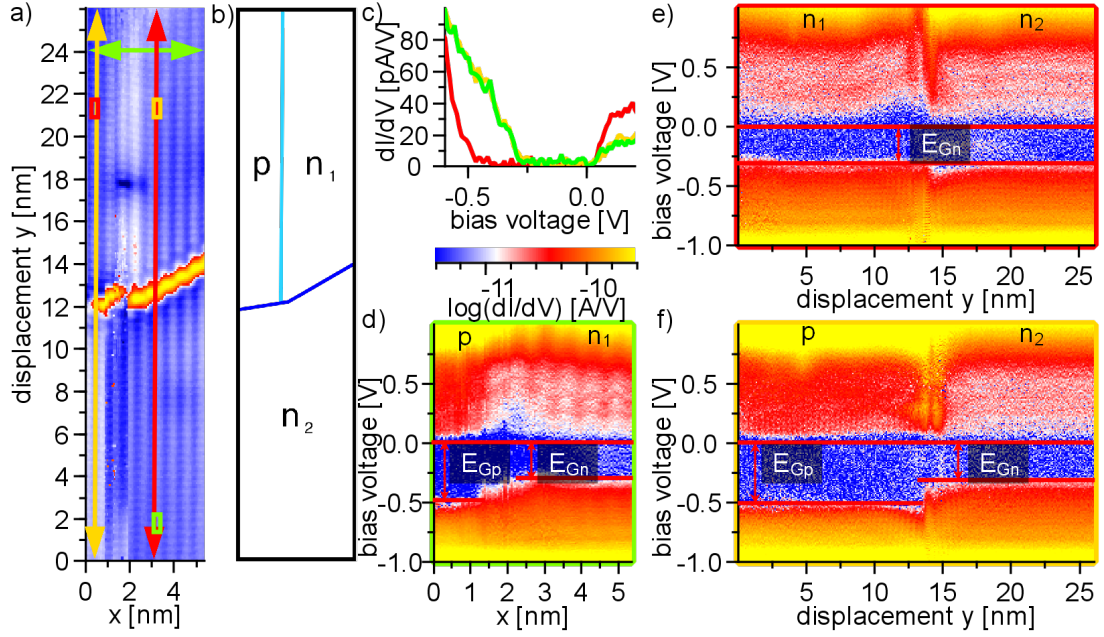 a)
displacement y [nm]
24
22
20
18
16
14
12
10
8
6
4
2
0
0 2 4
x [nm]
b)
p n1
n2
c)
dI/dV [pA/V]
80
60
40
20
0
-0.5 0.0
bias voltage [V]
-11 -10
log(dI/dV) [A/V]
d)
p n1
bias voltage [V]
0.5
0.0
-0.5
-1.0
EGp EGn
0 1 2 3 4 5
x [nm]
e)
n1 n2
bias voltage [V]
0.5
0.0
-0.5
-1.0
EGn
0 5 10 15 20 25
displacement y [nm]
f)
p n2
bias voltage [V]
0.5
0.0
-0.5
-1.0
EGp EGn
0 5 10 15 20 25
displacement y [nm]